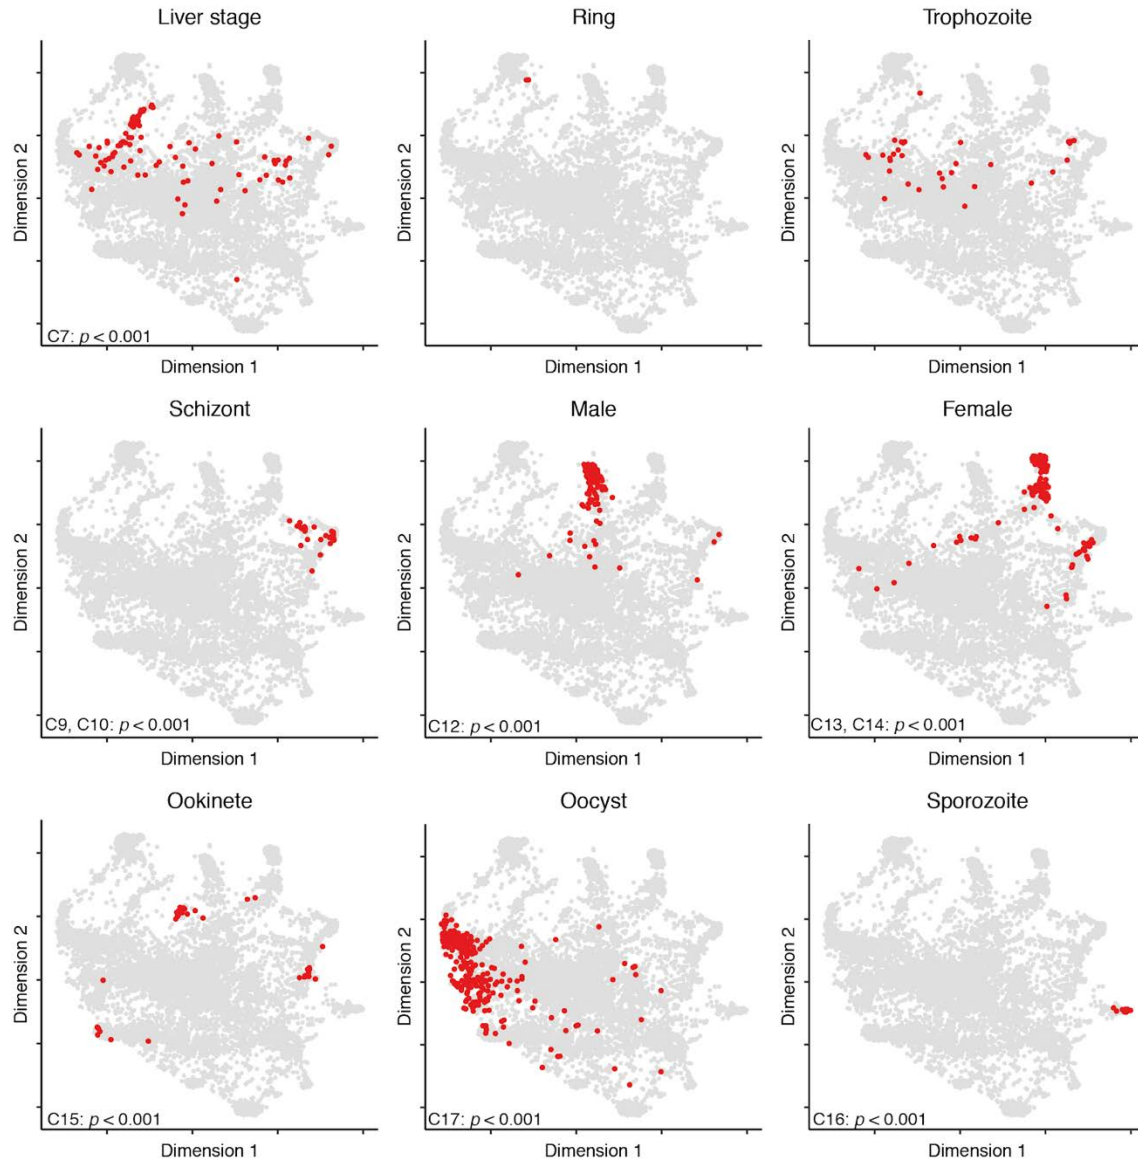 Liver stage
Ring
Trophozoite
Dimension 2
Dimension 2
Dimension 2
C7: p < 0.001
Dimension 1
Dimension 1
Dimension 1
Schizont
Male
Female
Dimension 2
Dimension 2
Dimension 2
C9, C10: p < 0.001
C12: p < 0.001
C13, C14: p < 0.001
Dimension 1
Dimension 1
Dimension 1
Ookinete
Oocyst
Sporozoite
Dimension 2
Dimension 2
Dimension 2
C15: p < 0.001
C17: p < 0.001
C16: p < 0.001
Dimension 1
Dimension 1
Dimension 1